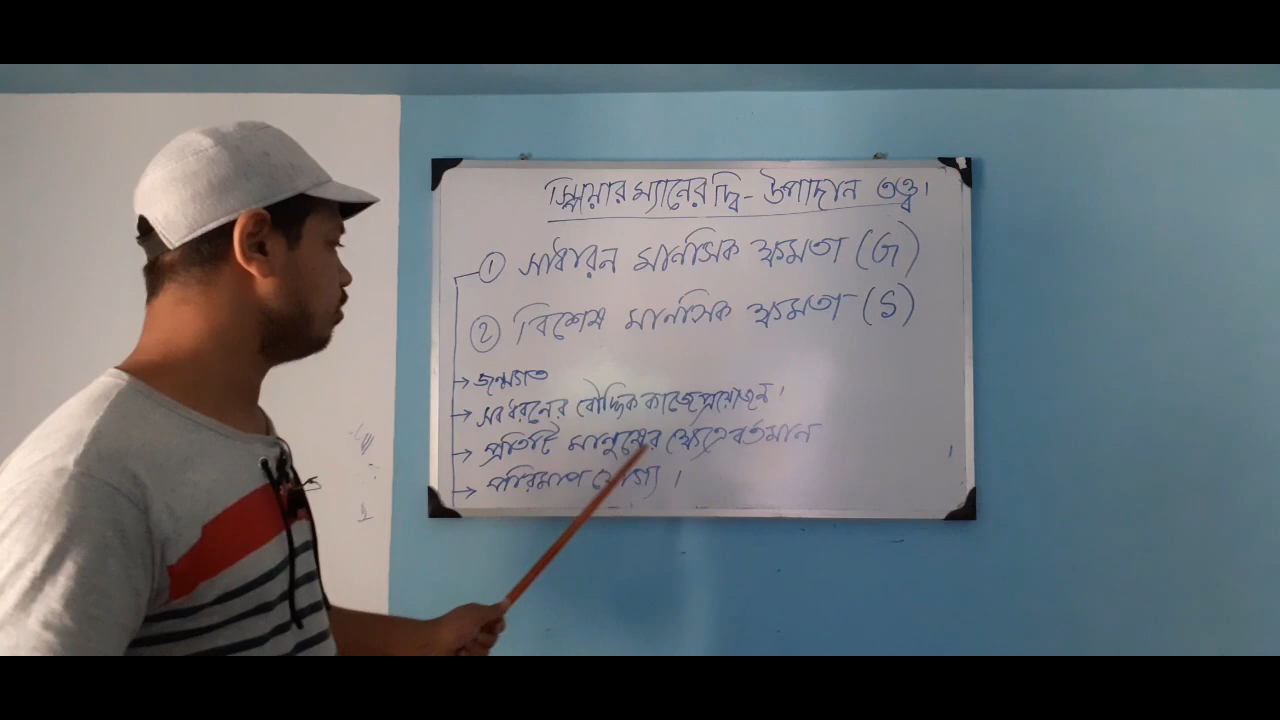 স্পিয়ারম্যানের দ্বি-উপাদান তত্ত্ব।
① সাধারন মানসিক ক্ষমতা (G)
② বিশেষ মানসিক ক্ষমতা (S)
→ জন্মগত
→ সবধরনের বৌদ্ধিক কাজে প্রয়োজন।
→ প্রতিটি মানুষের ক্ষেত্রে বর্তমান
→ পরিমাপ যোগ্য।